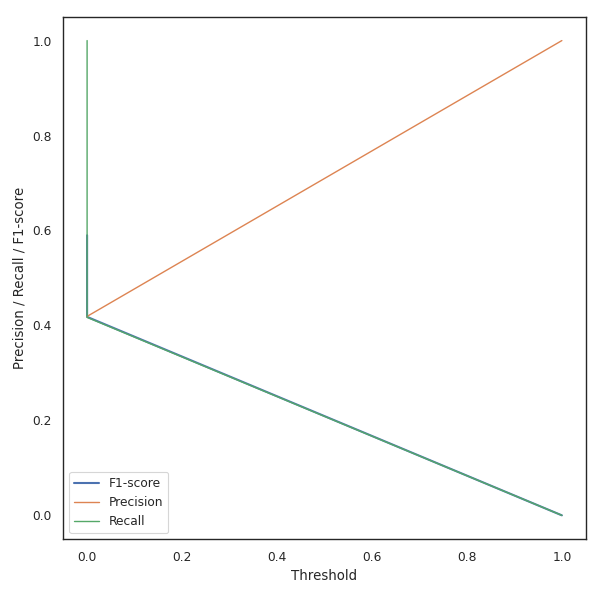 1.0
0.8
0.6
0.4
0.2
0.0
Precision / Recall / F1-score
F1-score
Precision
Recall
0.0 0.2 0.4 0.6 0.8 1.0
Threshold